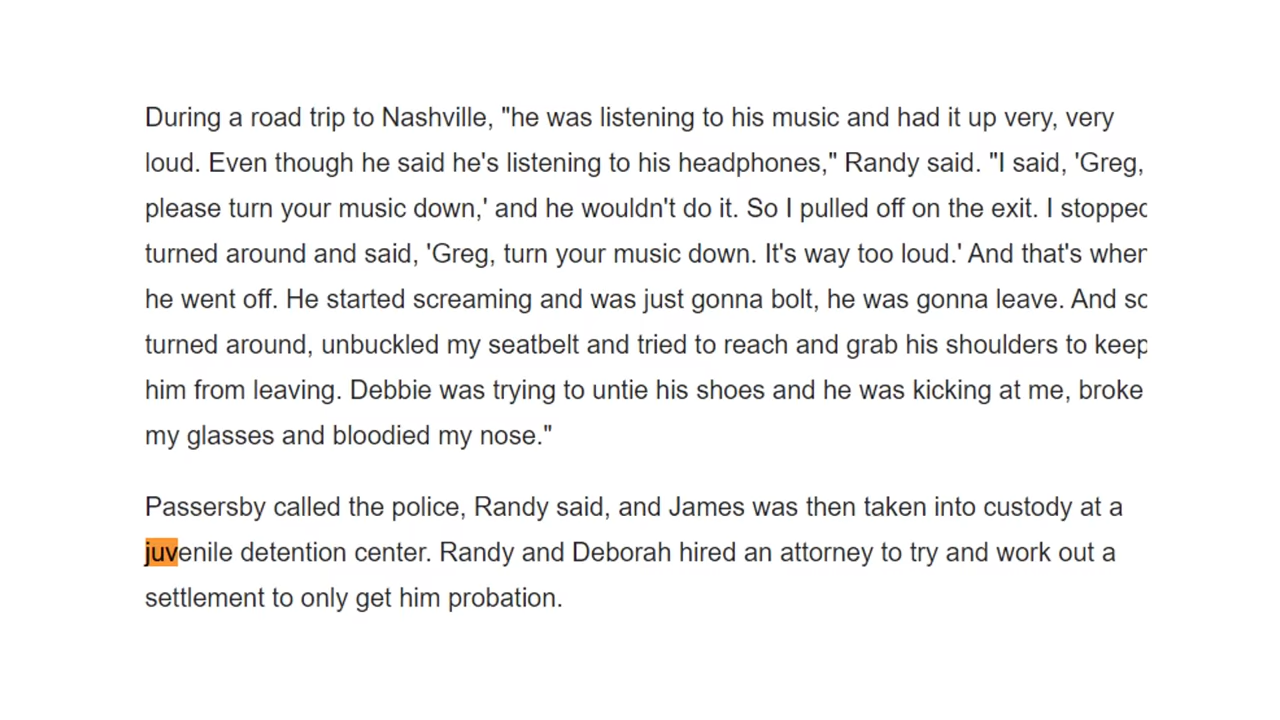 During a road trip to Nashville, "he was listening to his music and had it up very, very
loud. Even though he said he's listening to his headphones," Randy said. "I said, 'Greg,
please turn your music down,' and he wouldn't do it. So I pulled off on the exit. I stopped
turned around and said, 'Greg, turn your music down. It's way too loud.' And that's when
he went off. He started screaming and was just gonna bolt, he was gonna leave. And so
turned around, unbuckled my seatbelt and tried to reach and grab his shoulders to keep
him from leaving. Debbie was trying to untie his shoes and he was kicking at me, broke
my glasses and bloodied my nose."
Passersby called the police, Randy said, and James was then taken into custody at a
juvenile detention center. Randy and Deborah hired an attorney to try and work out a
settlement to only get him probation.